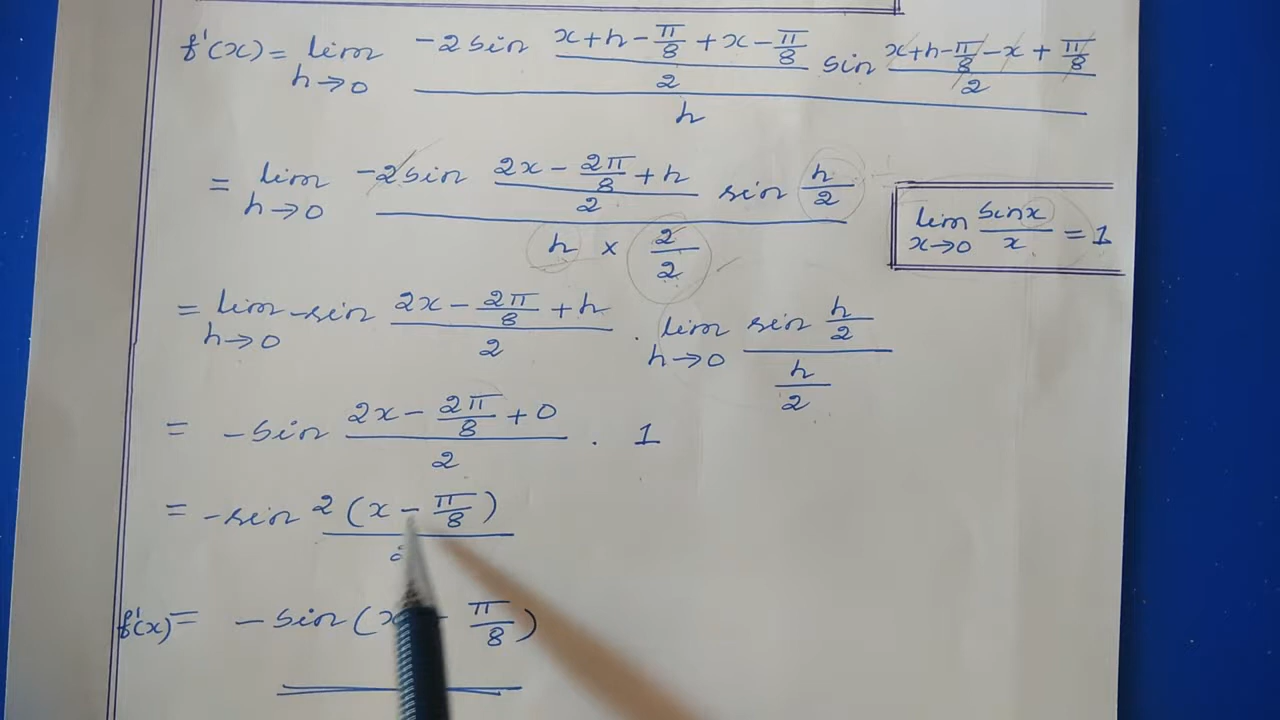 f'(x) = lim h→0 (-2 sin (x+h-π/8+x-π/8)/2 sin (x+h-π/8-x+π/8)/2)/h
= lim h→0 (-2 sin (2x-2π/8+h)/2 sin h/2)/(h × 2/2)
lim x→0 sin x/x = 1
= lim h→0 -sin (2x-2π/8+h)/2 . lim h→0 (sin h/2)/(h/2)
= -sin (2x-2π/8+0)/2 . 1
= -sin 2(x-π/8)/
f'(x) = -sin(x - π/8)